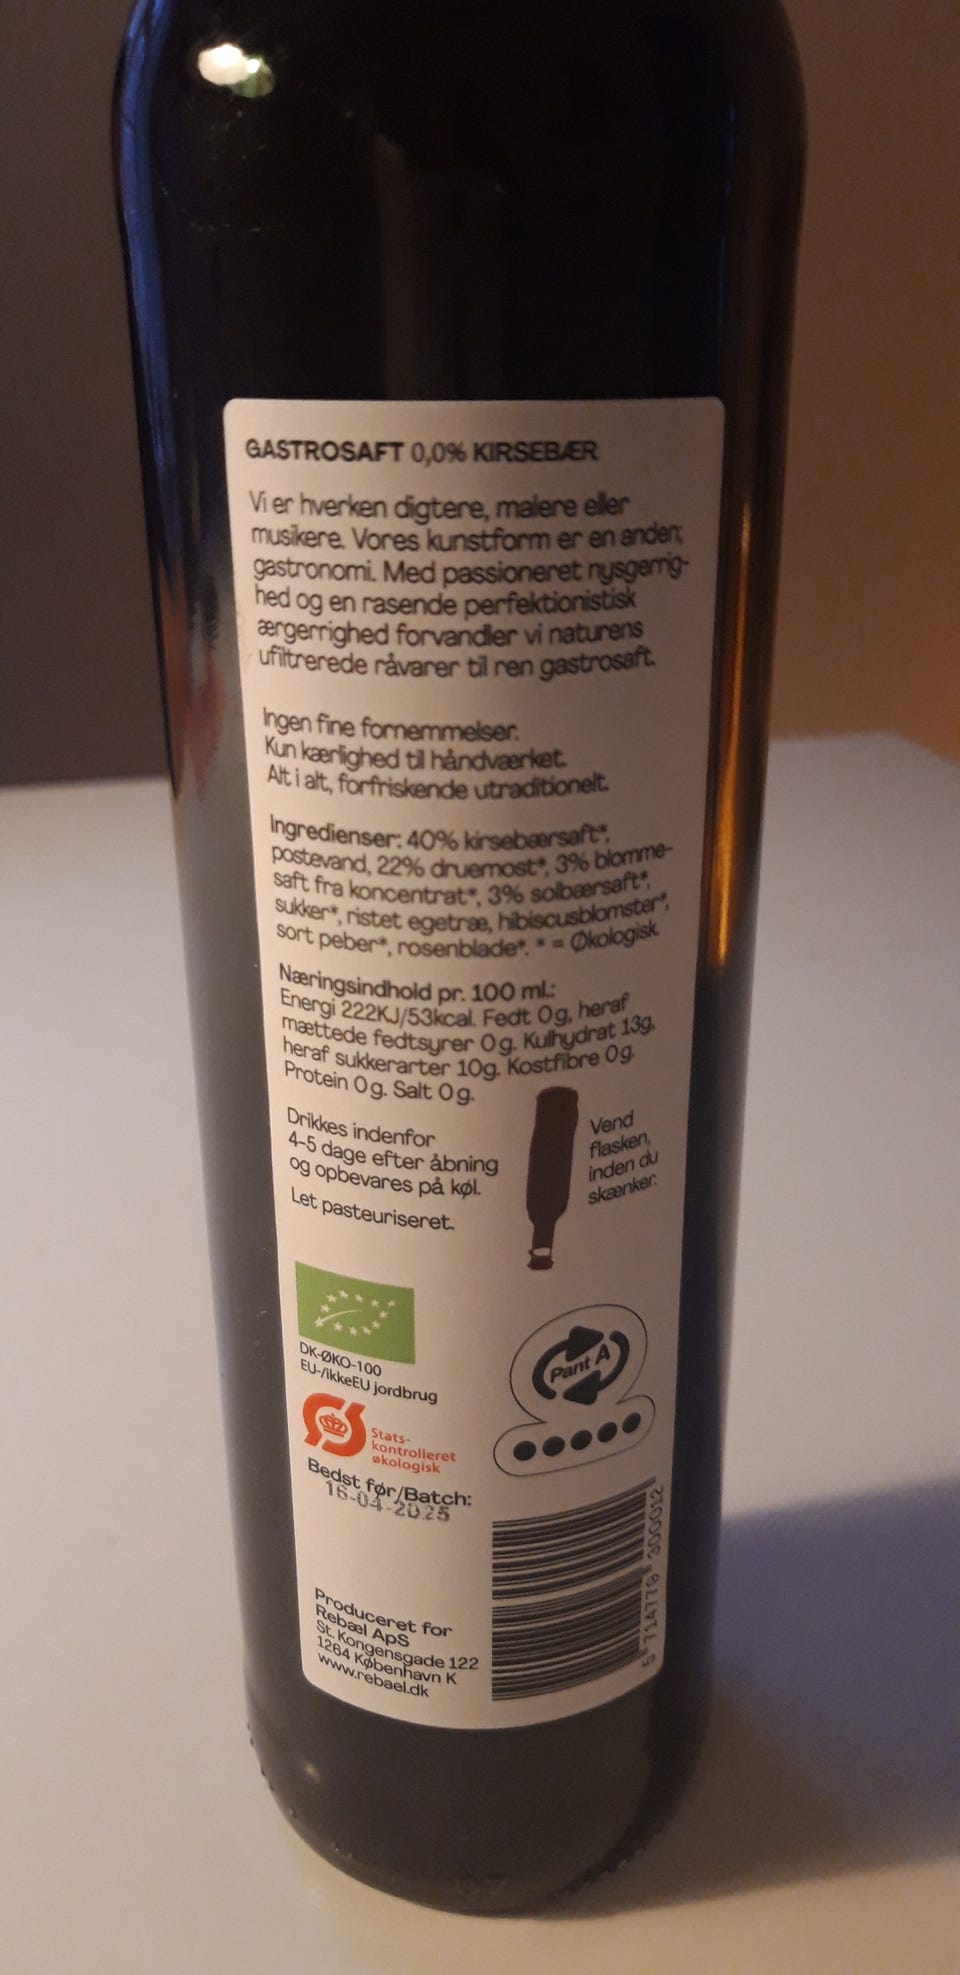 GASTROSAFT 0,0% KIRSEBÆR
Vi er hverken digtere, malere eller
musikere. Vores kunstform er en anden;
gastronomi. Med passioneret nysgerrig-
hed og en rasende perfektionistisk
ærgerrighed forvandler vi naturens
ufiltrerede råvarer til ren gastrosaft.
Ingen fine fornemmelser.
Kun kærlighed til håndværket.
Alt i alt, forfriskende utraditionelt.
Ingredienser: 40% kirsebærsaft*,
postevand, 22% druemost*, 3% blomme-
saft fra koncentrat*, 3% solbærsaft*,
sukker*, ristet egetræ, hibiscusblomster*,
sort peber*, rosenblade*. * = Økologisk
Næringsindhold pr. 100 ml.:
Energi 222KJ/53kcal. Fedt 0g, heraf
mættede fedtsyrer 0g. Kulhydrat 13g,
heraf sukkerarter 10g. Kostfibre 0g.
Protein 0g. Salt 0g.
Drikkes indenfor
4-5 dage efter åbning
og opbevares på køl.
Let pasteuriseret.
Vend
flasken,
inden du
skænker.
DK-ØKO-100
EU-/ikkeEU jordbrug
Pant A
Ø
Stats-
kontrolleret
økologisk
Bedst før/Batch:
16-04-2025
Produceret for
Rebæl ApS
St. Kongensgade 122
1264 København K
www.rebael.dk
5 714779 300012
07